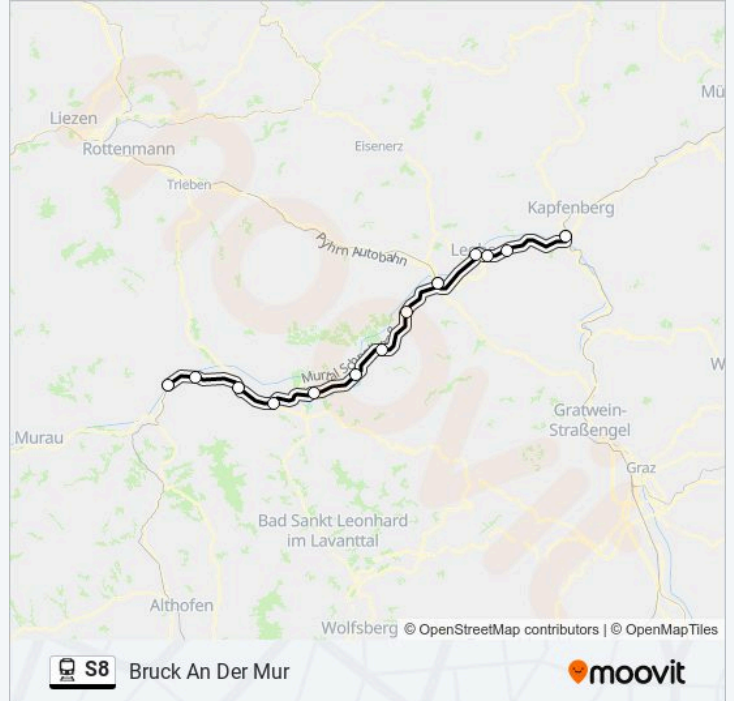 Liezen
Mü
Rottenmann
Eisenerz
Trieben
Kapfenberg
Pyhrn Autobahn
W
Murau
Gratwein-
Straßengel
Graz
Bad Sankt Leonhard
im Lavanttal
Althofen
Wolfsberg
© OpenStreetMap contributors | © OpenMapTiles
S8 Bruck An Der Mur
moovit